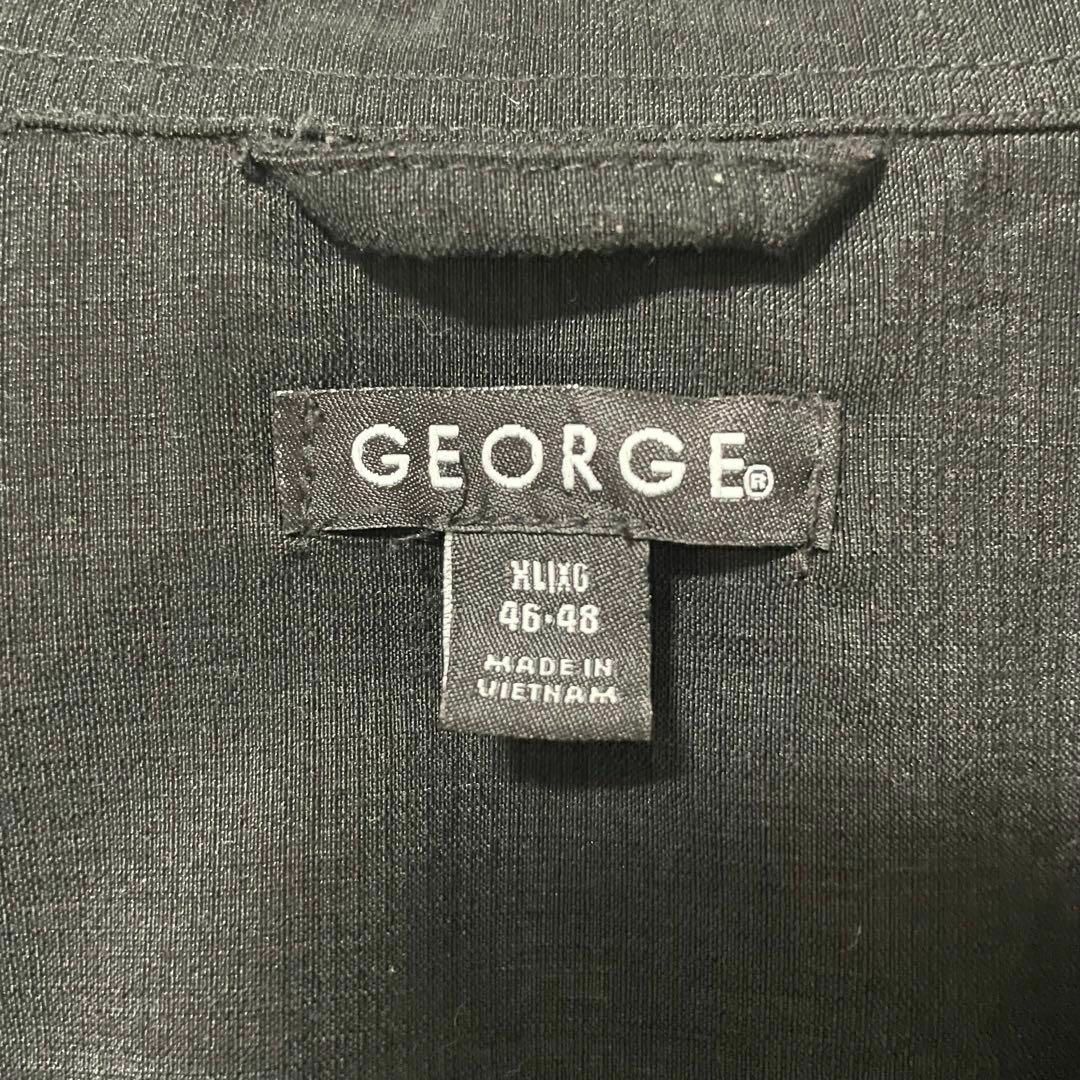 GEORGE®
XL|XG
46·48
MADE IN
VIETNAM